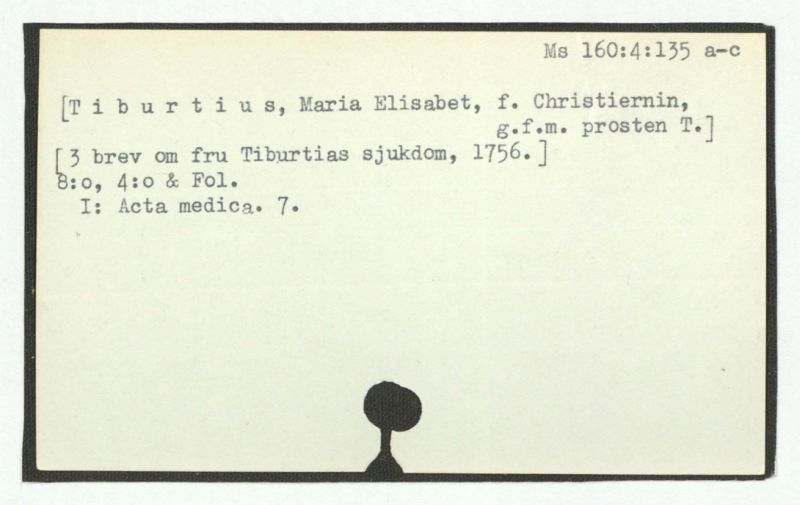 Ms 160:4:135 a-c
[T i b u r t i u s, Maria Elisabet, f. Christiernin,
g.f.m. prosten T.]
[3 brev om fru Tiburtias sjukdom, 1756.]
8:o, 4:o & Fol.
I: Acta medica. 7.